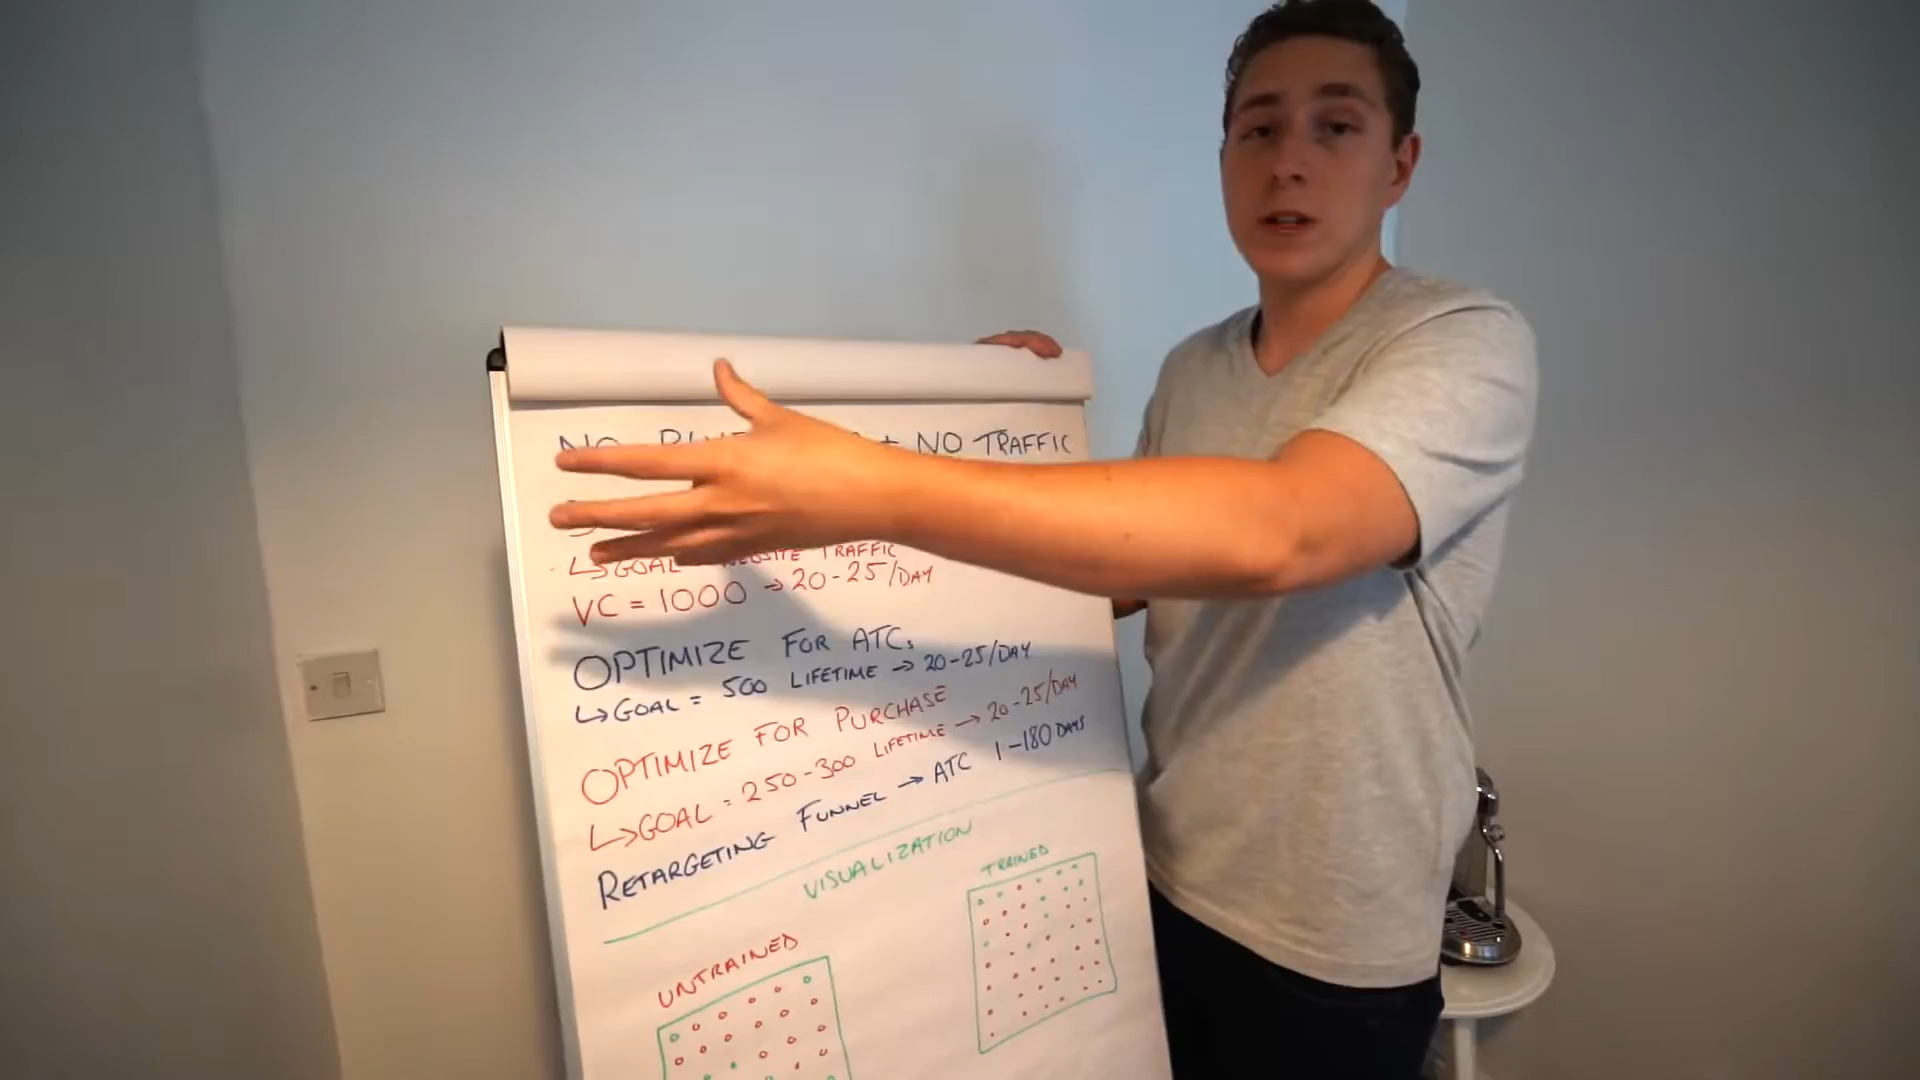 NO + NO TRAFFIC
↳ GOAL WEBSITE TRAFFIC
VC = 1000 → 20-25/DAY
OPTIMIZE FOR ATC.
↳ GOAL = 500 LIFETIME → 20-25/DAY
OPTIMIZE FOR PURCHASE
↳ GOAL = 250-300 LIFETIME → 20-25/DAY
RETARGETING FUNNEL → ATC 1-180 DAYS
VISUALIZATION
UNTRAINED
TRAINED